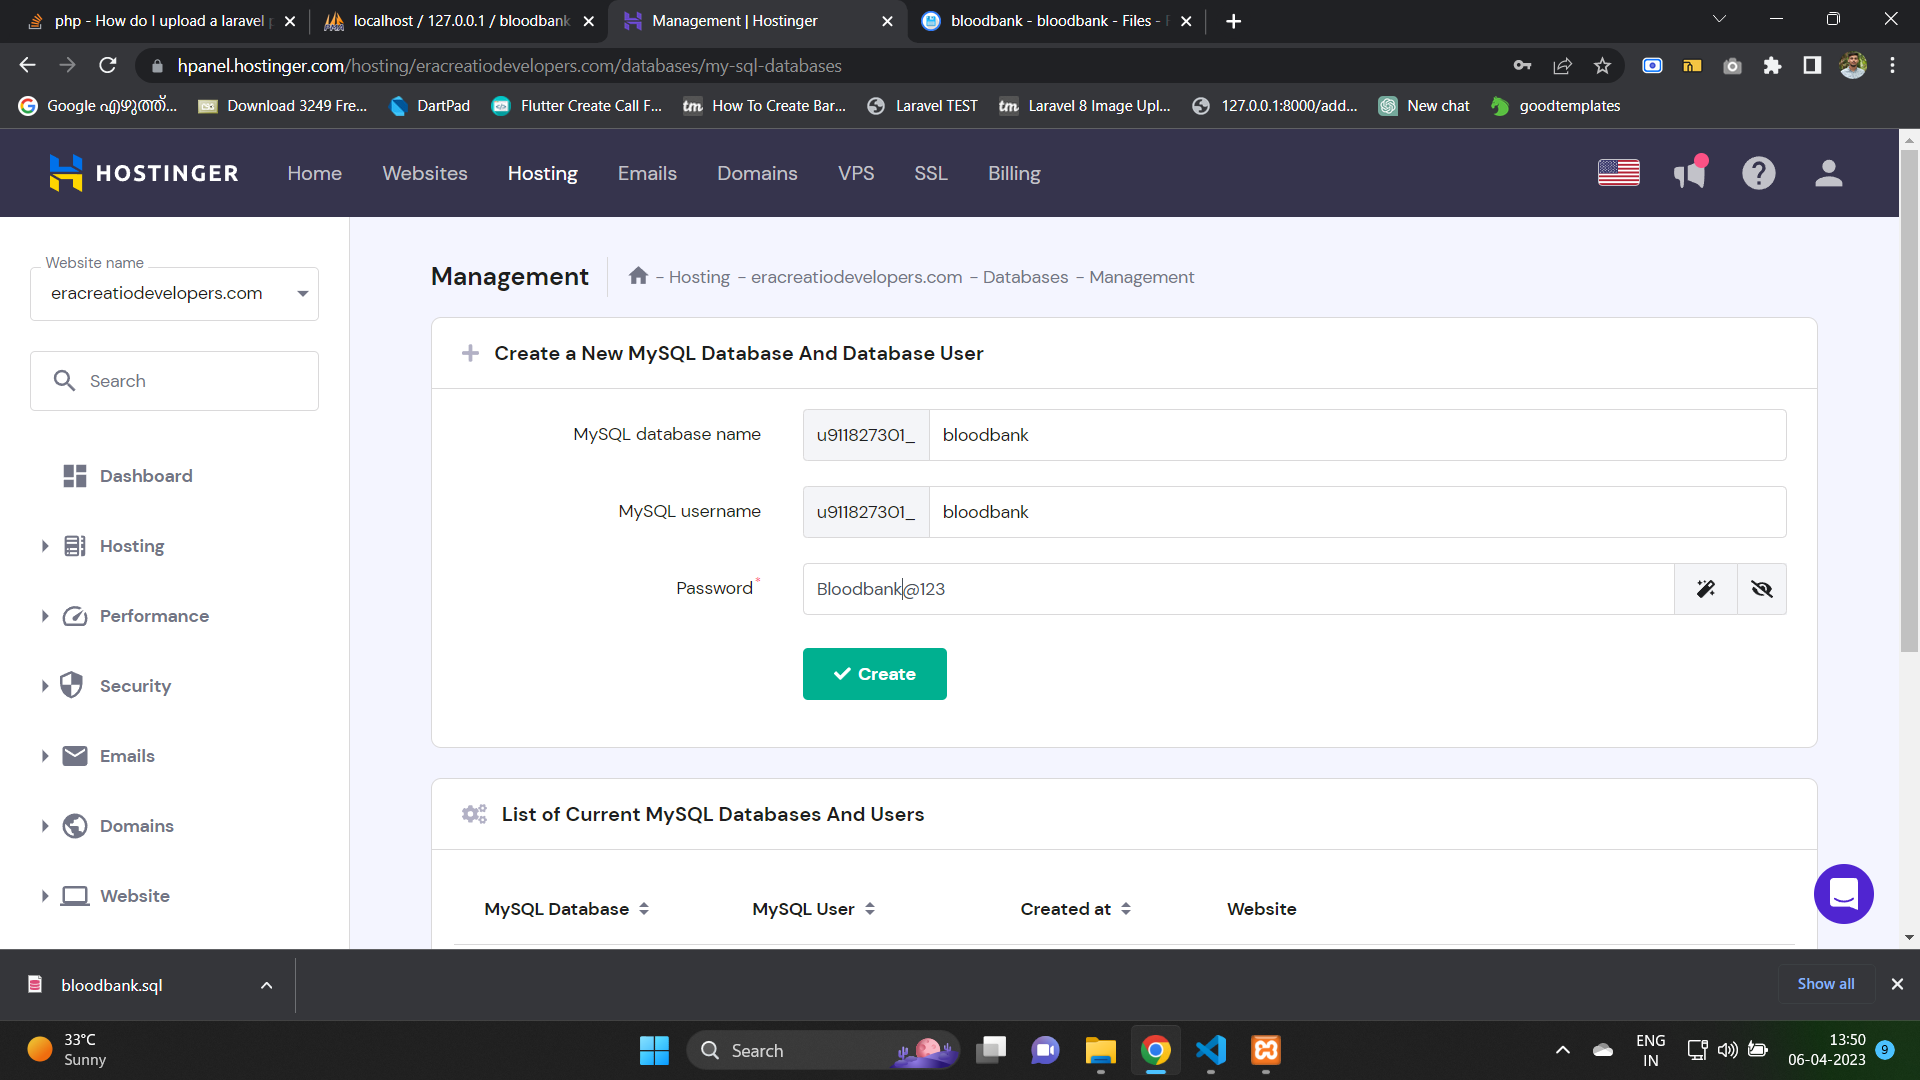 php - How do I upload a laravel p
localhost / 127.0.0.1 / bloodbank
Management | Hostinger
bloodbank - bloodbank - Files - F
hpanel.hostinger.com/hosting/eracreatiodevelopers.com/databases/my-sql-databases
Google എഴുത്ത്...
Download 3249 Fre...
DartPad
Flutter Create Call F...
tm How To Create Bar...
Laravel TEST
tm Laravel 8 Image Upl...
127.0.0.1:8000/add...
New chat
goodtemplates
HOSTINGER
Home
Websites
Hosting
Emails
Domains
VPS
SSL
Billing
Website name
eracreatiodevelopers.com
Search
Dashboard
Hosting
Performance
Security
Emails
Domains
Website
Management
- Hosting - eracreatiodevelopers.com - Databases - Management
Create a New MySQL Database And Database User
MySQL database name
u911827301_ bloodbank
MySQL username
u911827301_ bloodbank
Password*
Bloodbank@123
Create
List of Current MySQL Databases And Users
MySQL Database
MySQL User
Created at
Website
bloodbank.sql
Show all
33°C
Sunny
Search
ENG
IN
13:50
06-04-2023
9